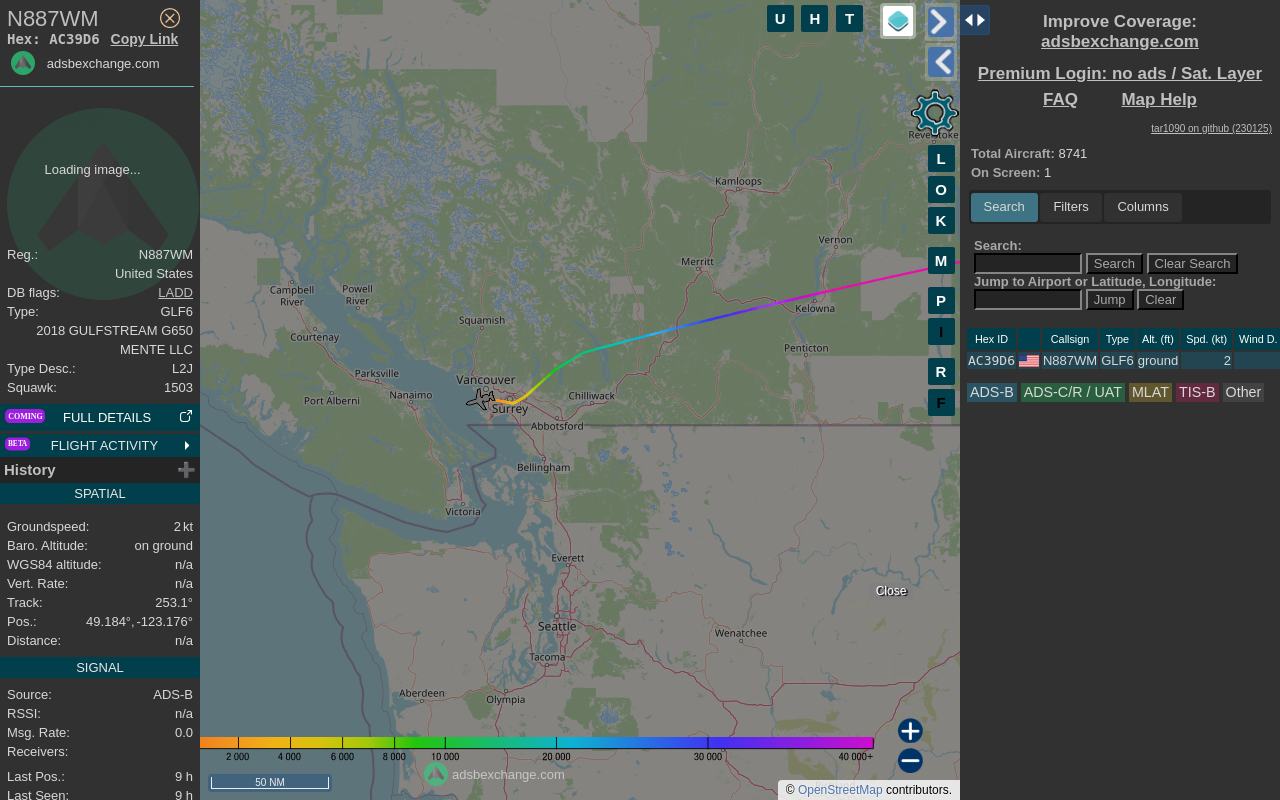 N887WM
Hex: AC39D6 Copy Link
adsbexchange.com
Loading image...
Reg.: N887WM
United States
DB flags: LADD
Type: GLF6
2018 GULFSTREAM G650
MENTE LLC
Type Desc.: L2J
Squawk: 1503
COMING FULL DETAILS
BETA FLIGHT ACTIVITY
History
SPATIAL
Groundspeed: 2 kt
Baro. Altitude: on ground
WGS84 altitude: n/a
Vert. Rate: n/a
Track: 253.1°
Pos.: 49.184°, -123.176°
Distance: n/a
SIGNAL
Source: ADS-B
RSSI: n/a
Msg. Rate: 0.0
Receivers:
Last Pos.: 9 h
Last Seen: 9 h
U H T
L
O
K
M
P
I
R
F
Revelstoke
Kamloops
Vernon
Merritt
Campbell River
Powell River
Squamish
Kelowna
Courtenay
Penticton
Parksville
Vancouver
Port Alberni
Nanaimo
Surrey
Chilliwack
Abbotsford
Bellingham
Victoria
Everett
Close
Seattle
Wenatchee
Tacoma
Aberdeen
Olympia
2 000 4 000 6 000 8 000 10 000 20 000 30 000 40 000+
50 NM
adsbexchange.com
© OpenStreetMap contributors.
Improve Coverage:
adsbexchange.com
Premium Login: no ads / Sat. Layer
FAQ Map Help
tar1090 on github (230125)
Total Aircraft: 8741
On Screen: 1
Search Filters Columns
Search:
Search Clear Search
Jump to Airport or Latitude, Longitude:
Jump Clear
Hex ID Callsign Type Alt. (ft) Spd. (kt) Wind D.
AC39D6 N887WM GLF6 ground 2
ADS-B ADS-C/R / UAT MLAT TIS-B Other